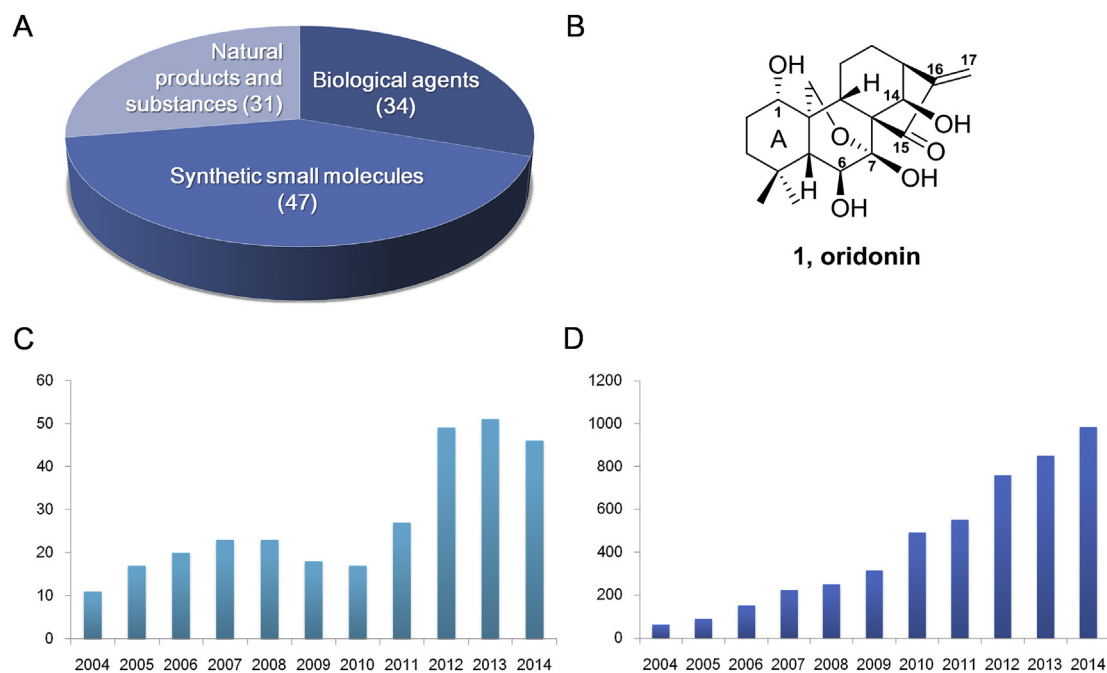 A
Natural
products and
substances (31)
Biological agents
(34)
Synthetic small molecules
(47)
B
OH
16
17
H
14
1
OH
O
15
O
A
6
7
H
OH
OH
1, oridonin
C
60
50
40
30
20
10
0
2004 2005 2006 2007 2008 2009 2010 2011 2012 2013 2014
D
1200
1000
800
600
400
200
0
2004 2005 2006 2007 2008 2009 2010 2011 2012 2013 2014